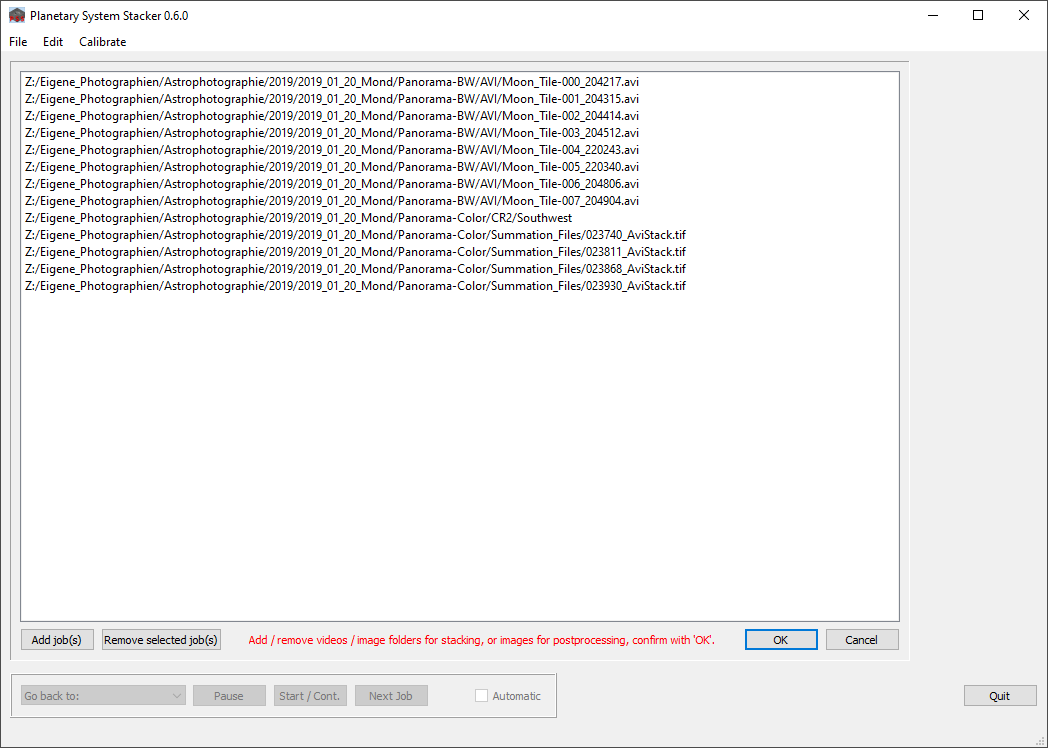 Planetary System Stacker 0.6.0
File Edit Calibrate
Z:/Eigene_Photographien/Astrophotographie/2019/2019_01_20_Mond/Panorama-BW/AVI/Moon_Tile-000_204217.avi
Z:/Eigene_Photographien/Astrophotographie/2019/2019_01_20_Mond/Panorama-BW/AVI/Moon_Tile-001_204315.avi
Z:/Eigene_Photographien/Astrophotographie/2019/2019_01_20_Mond/Panorama-BW/AVI/Moon_Tile-002_204414.avi
Z:/Eigene_Photographien/Astrophotographie/2019/2019_01_20_Mond/Panorama-BW/AVI/Moon_Tile-003_204512.avi
Z:/Eigene_Photographien/Astrophotographie/2019/2019_01_20_Mond/Panorama-BW/AVI/Moon_Tile-004_220243.avi
Z:/Eigene_Photographien/Astrophotographie/2019/2019_01_20_Mond/Panorama-BW/AVI/Moon_Tile-005_220340.avi
Z:/Eigene_Photographien/Astrophotographie/2019/2019_01_20_Mond/Panorama-BW/AVI/Moon_Tile-006_204806.avi
Z:/Eigene_Photographien/Astrophotographie/2019/2019_01_20_Mond/Panorama-BW/AVI/Moon_Tile-007_204904.avi
Z:/Eigene_Photographien/Astrophotographie/2019/2019_01_20_Mond/Panorama-Color/CR2/Southwest
Z:/Eigene_Photographien/Astrophotographie/2019/2019_01_20_Mond/Panorama-Color/Summation_Files/023740_AviStack.tif
Z:/Eigene_Photographien/Astrophotographie/2019/2019_01_20_Mond/Panorama-Color/Summation_Files/023811_AviStack.tif
Z:/Eigene_Photographien/Astrophotographie/2019/2019_01_20_Mond/Panorama-Color/Summation_Files/023868_AviStack.tif
Z:/Eigene_Photographien/Astrophotographie/2019/2019_01_20_Mond/Panorama-Color/Summation_Files/023930_AviStack.tif
Add job(s) Remove selected job(s) Add / remove videos / image folders for stacking, or images for postprocessing, confirm with 'OK'. OK Cancel
Go back to: Pause Start / Cont. Next Job Automatic Quit